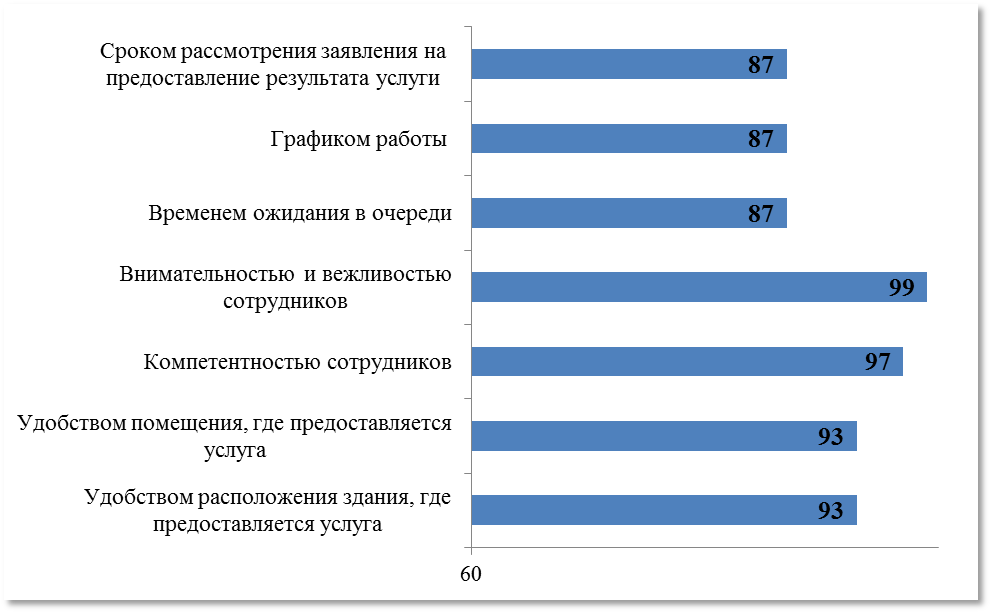 Сроком рассмотрения заявления на
предоставление результата услуги
87
Графиком работы
87
Временем ожидания в очереди
87
Внимательностью и вежливостью
сотрудников
99
Компетентностью сотрудников
97
Удобством помещения, где предоставляется
услуга
93
Удобством расположения здания, где
предоставляется услуга
93
60